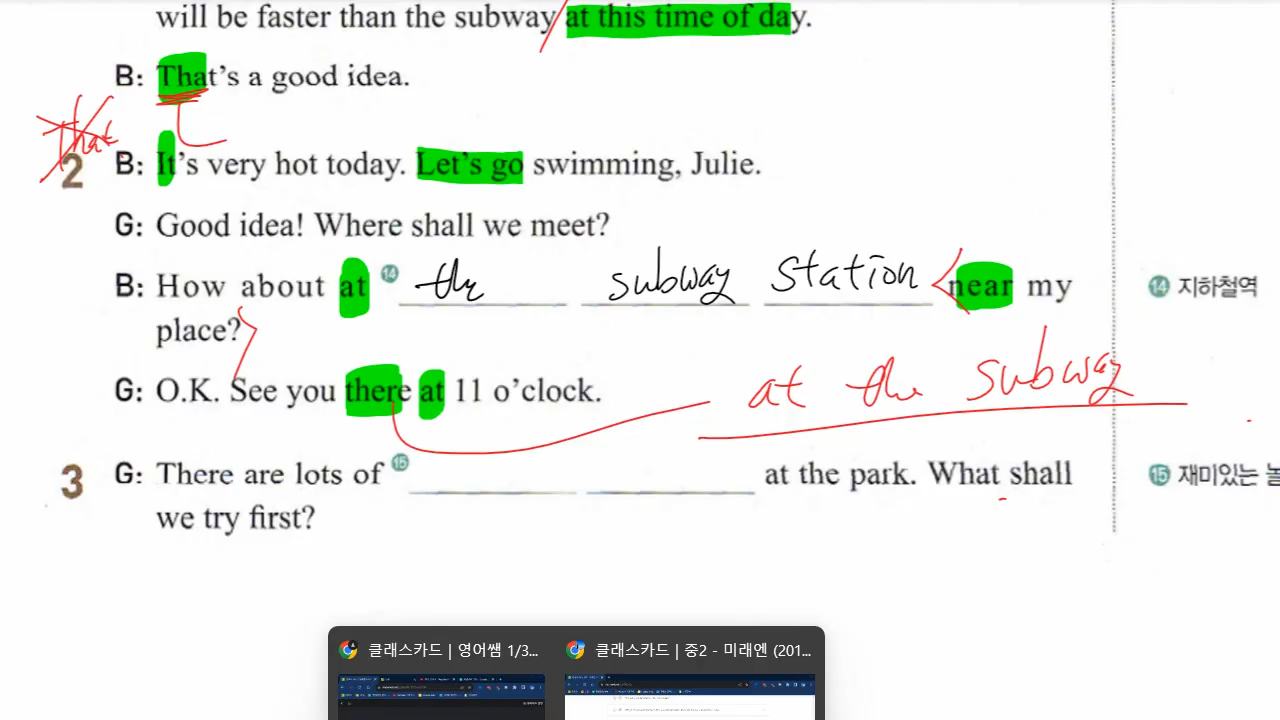 will be faster than the subway at this time of day.
B: That's a good idea.
That
2 B: It's very hot today. Let's go swimming, Julie.
G: Good idea! Where shall we meet?
B: How about at ⑭ the subway station near my
⑭ 지하철역
place?
G: O.K. See you there at 11 o'clock.
at the subway
3 G: There are lots of ⑮ at the park. What shall
⑮ 재미있는
we try first?
클래스카드 | 영어쌤 1/3...
클래스카드 | 중2 - 미래엔 (201...